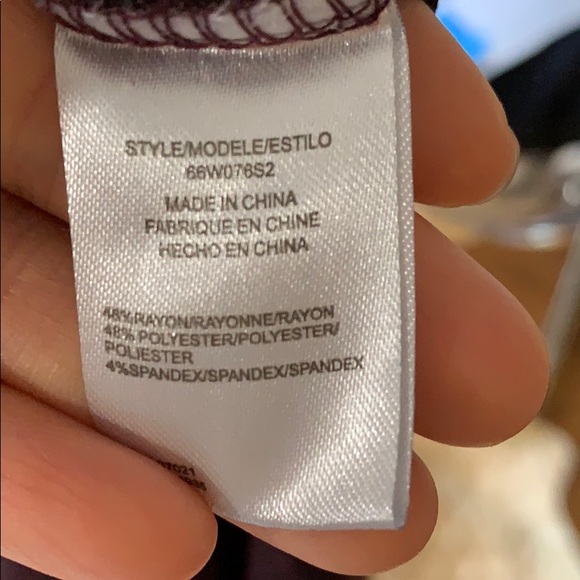 STYLE/MODELE/ESTILO
66W076S2
MADE IN CHINA
FABRIQUE EN CHINE
HECHO EN CHINA
48% RAYON/RAYONNE/RAYON
48% POLYESTER/POLYESTER/
POLIESTER
4%SPANDEX/SPANDEX/SPANDEX